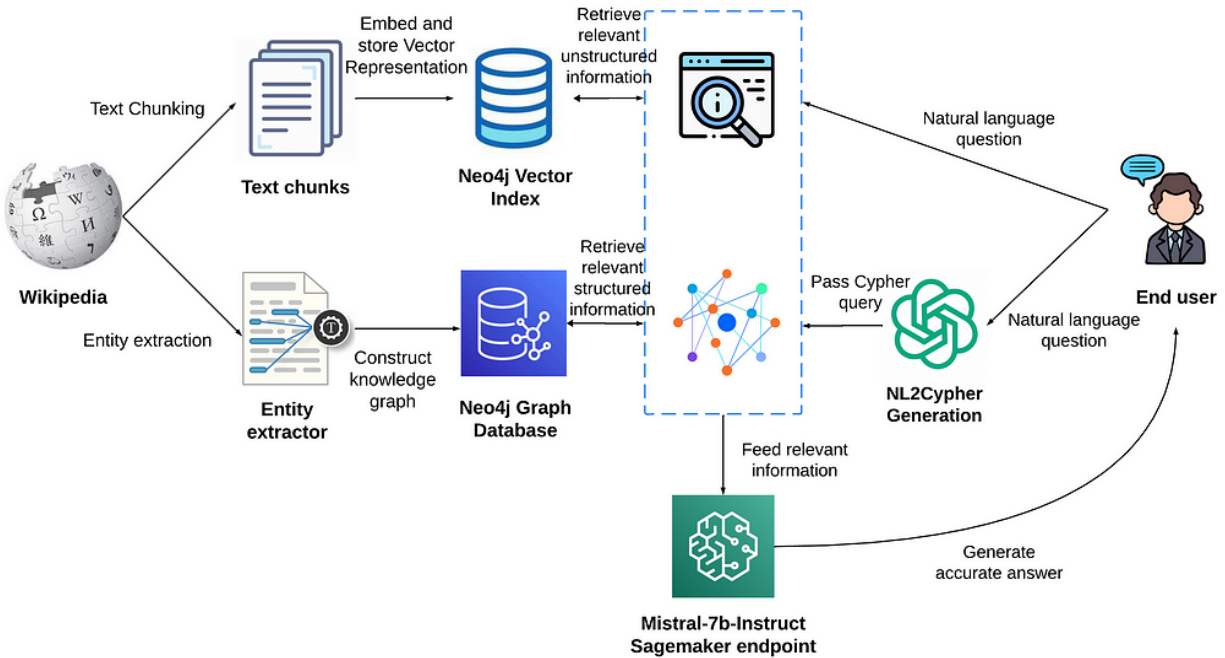 Embed and
store Vector
Representation
Retrieve
relevant
unstructured
information
Text Chunking
Natural language
question
Text chunks
Neo4j Vector
Index
Wikipedia
Retrieve
relevant
structured
information
Pass Cypher
query
End user
Entity extraction
Natural language
question
Construct
knowledge
graph
Entity
extractor
Neo4j Graph
Database
NL2Cypher
Generation
Feed relevant
information
Generate
accurate answer
Mistral-7b-Instruct
Sagemaker endpoint
Ω
W
И
維
T
i